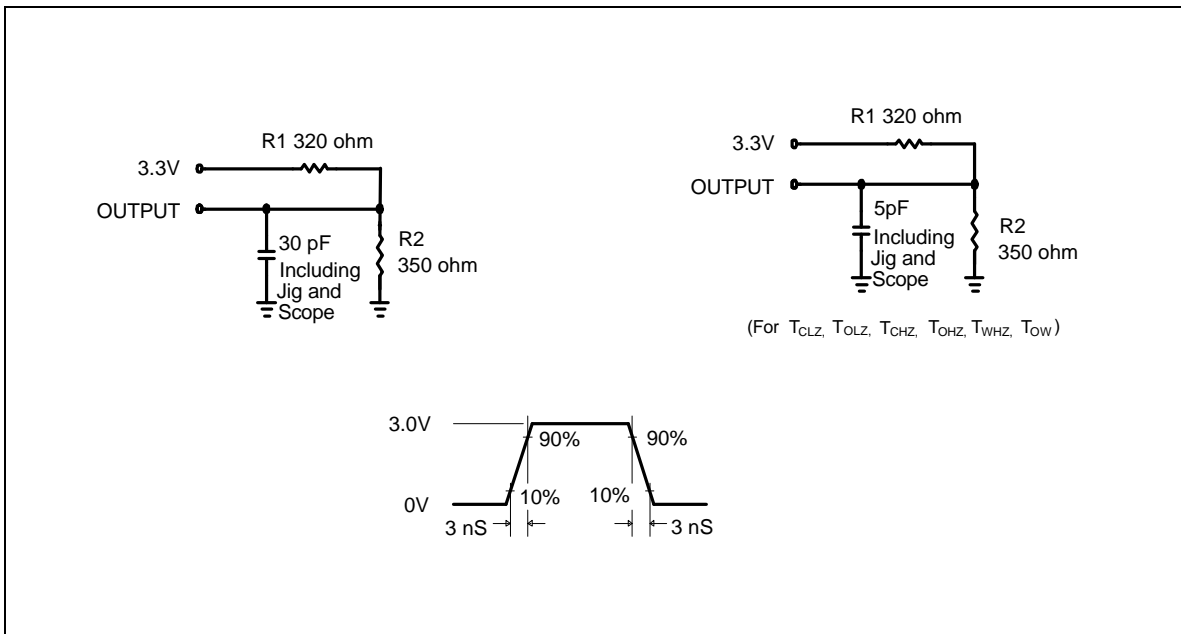 R1 320 ohm
3.3V
OUTPUT
30 pF
Including
Jig and
Scope
R2
350 ohm
R1 320 ohm
3.3V
OUTPUT
5pF
Including
Jig and
Scope
R2
350 ohm
(For TCLZ, TOLZ, TCHZ, TOHZ, TWHZ, TOW)
3.0V
90%
90%
10%
10%
0V
3 nS
3 nS